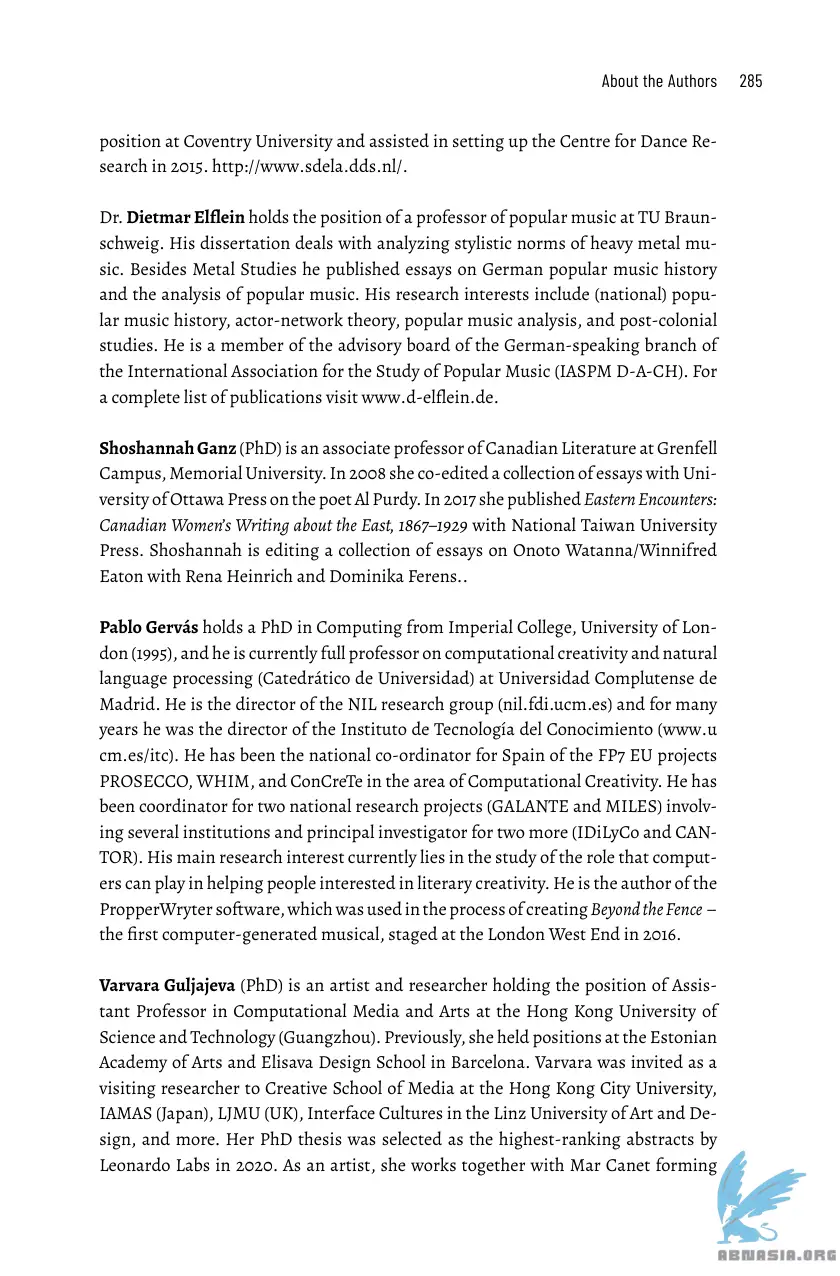 About the Authors 285
position at Coventry University and assisted in setting up the Centre for Dance Re-
search in 2015. http://www.sdela.dds.nl/.
Dr. Dietmar Elflein holds the position of a professor of popular music at TU Braun-
schweig. His dissertation deals with analyzing stylistic norms of heavy metal mu-
sic. Besides Metal Studies he published essays on German popular music history
and the analysis of popular music. His research interests include (national) popu-
lar music history, actor-network theory, popular music analysis, and post-colonial
studies. He is a member of the advisory board of the German-speaking branch of
the International Association for the Study of Popular Music (IASPM D-A-CH). For
a complete list of publications visit www.d-elflein.de.
Shoshannah Ganz (PhD) is an associate professor of Canadian Literature at Grenfell
Campus, Memorial University. In 2008 she co-edited a collection of essays with Uni-
versity of Ottawa Press on the poet Al Purdy. In 2017 she published Eastern Encounters:
Canadian Women's Writing about the East, 1867–1929 with National Taiwan University
Press. Shoshannah is editing a collection of essays on Onoto Watanna/Winnifred
Eaton with Rena Heinrich and Dominika Ferens..
Pablo Gervás holds a PhD in Computing from Imperial College, University of Lon-
don (1995), and he is currently full professor on computational creativity and natural
language processing (Catedrático de Universidad) at Universidad Complutense de
Madrid. He is the director of the NIL research group (nil.fdi.ucm.es) and for many
years he was the director of the Instituto de Tecnología del Conocimiento (www.u
cm.es/itc). He has been the national co-ordinator for Spain of the FP7 EU projects
PROSECCO, WHIM, and ConCreTe in the area of Computational Creativity. He has
been coordinator for two national research projects (GALANTE and MILES) involv-
ing several institutions and principal investigator for two more (IDiLyCo and CAN-
TOR). His main research interest currently lies in the study of the role that comput-
ers can play in helping people interested in literary creativity. He is the author of the
PropperWryter software, which was used in the process of creating Beyond the Fence –
the first computer-generated musical, staged at the London West End in 2016.
Varvara Guljajeva (PhD) is an artist and researcher holding the position of Assis-
tant Professor in Computational Media and Arts at the Hong Kong University of
Science and Technology (Guangzhou). Previously, she held positions at the Estonian
Academy of Arts and Elisava Design School in Barcelona. Varvara was invited as a
visiting researcher to Creative School of Media at the Hong Kong City University,
IAMAS (Japan), LJMU (UK), Interface Cultures in the Linz University of Art and De-
sign, and more. Her PhD thesis was selected as the highest-ranking abstracts by
Leonardo Labs in 2020. As an artist, she works together with Mar Canet forming
ABNASIA.ORG